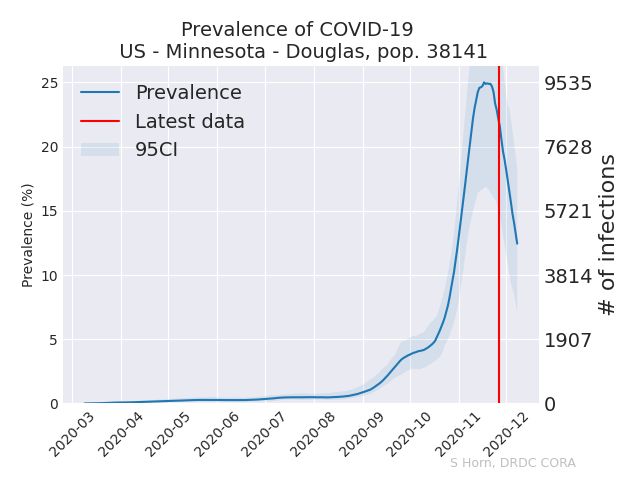 Prevalence of COVID-19
US - Minnesota - Douglas, pop. 38141
Prevalence
Latest data
95CI
Prevalence (%)
25
20
15
10
5
0
9535
7628
5721
3814
1907
0
# of infections
2020-03
2020-04
2020-05
2020-06
2020-07
2020-08
2020-09
2020-10
2020-11
2020-12
S Horn, DRDC CORA